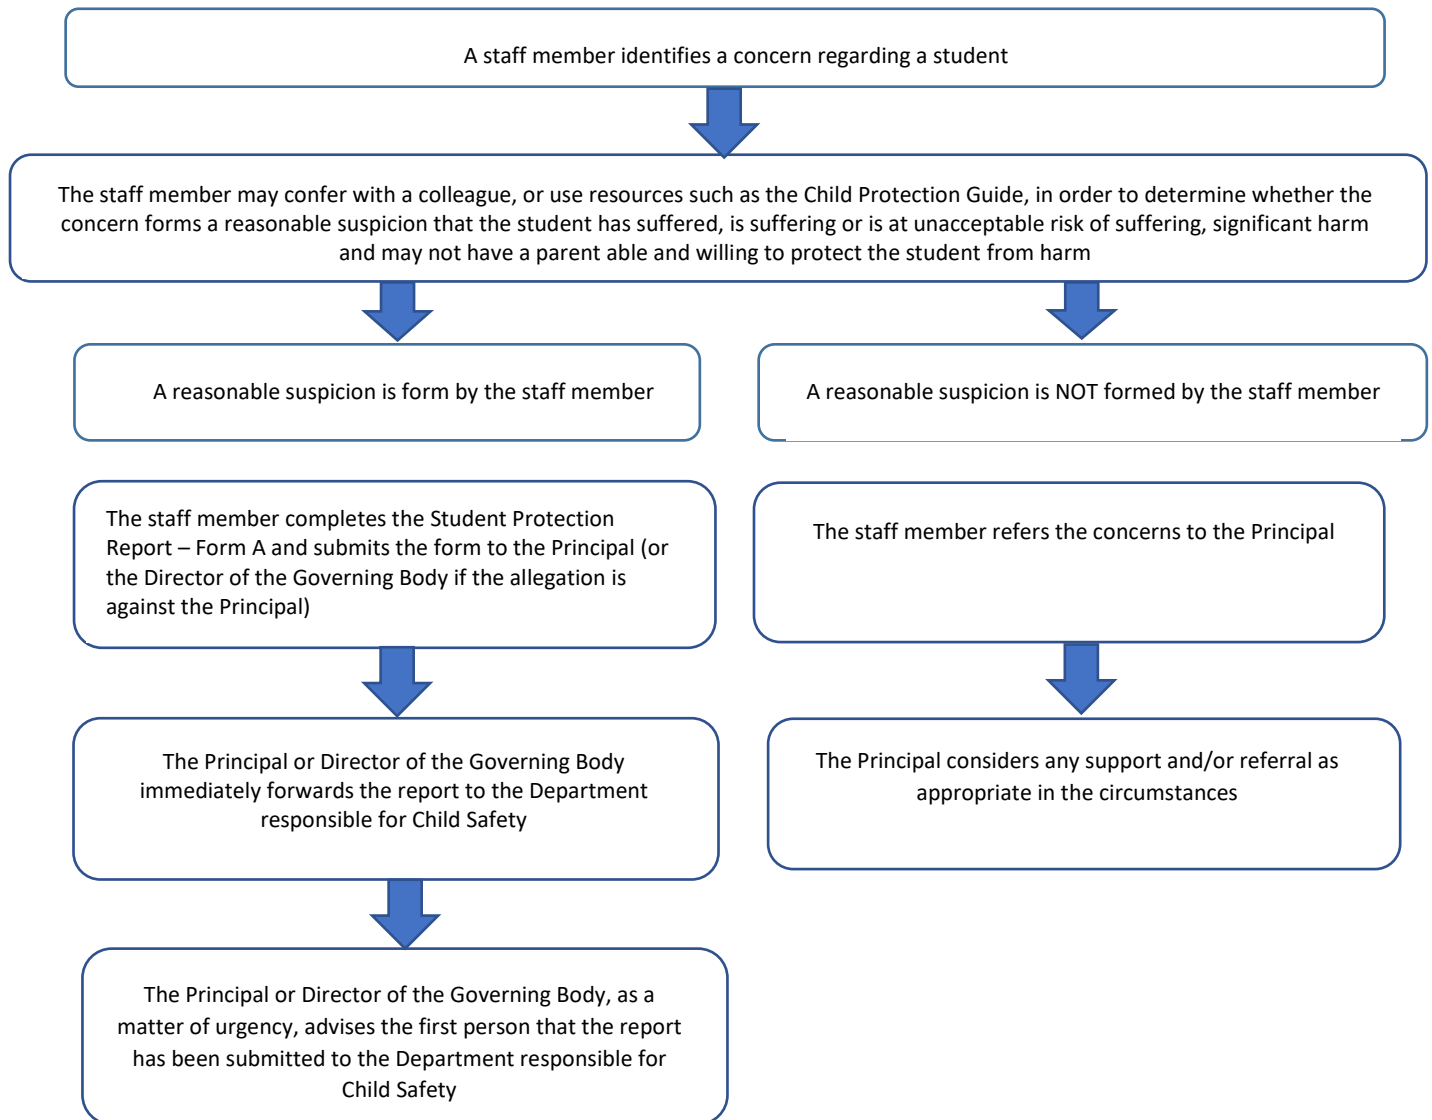 A staff member identifies a concern regarding a student
The staff member may confer with a colleague, or use resources such as the Child Protection Guide, in order to determine whether the
concern forms a reasonable suspicion that the student has suffered, is suffering or is at unacceptable risk of suffering, significant harm
and may not have a parent able and willing to protect the student from harm
A reasonable suspicion is form by the staff member
A reasonable suspicion is NOT formed by the staff member
The staff member completes the Student Protection
Report – Form A and submits the form to the Principal (or
the Director of the Governing Body if the allegation is
against the Principal)
The staff member refers the concerns to the Principal
The Principal or Director of the Governing Body
immediately forwards the report to the Department
responsible for Child Safety
The Principal considers any support and/or referral as
appropriate in the circumstances
The Principal or Director of the Governing Body, as a
matter of urgency, advises the first person that the report
has been submitted to the Department responsible for
Child Safety